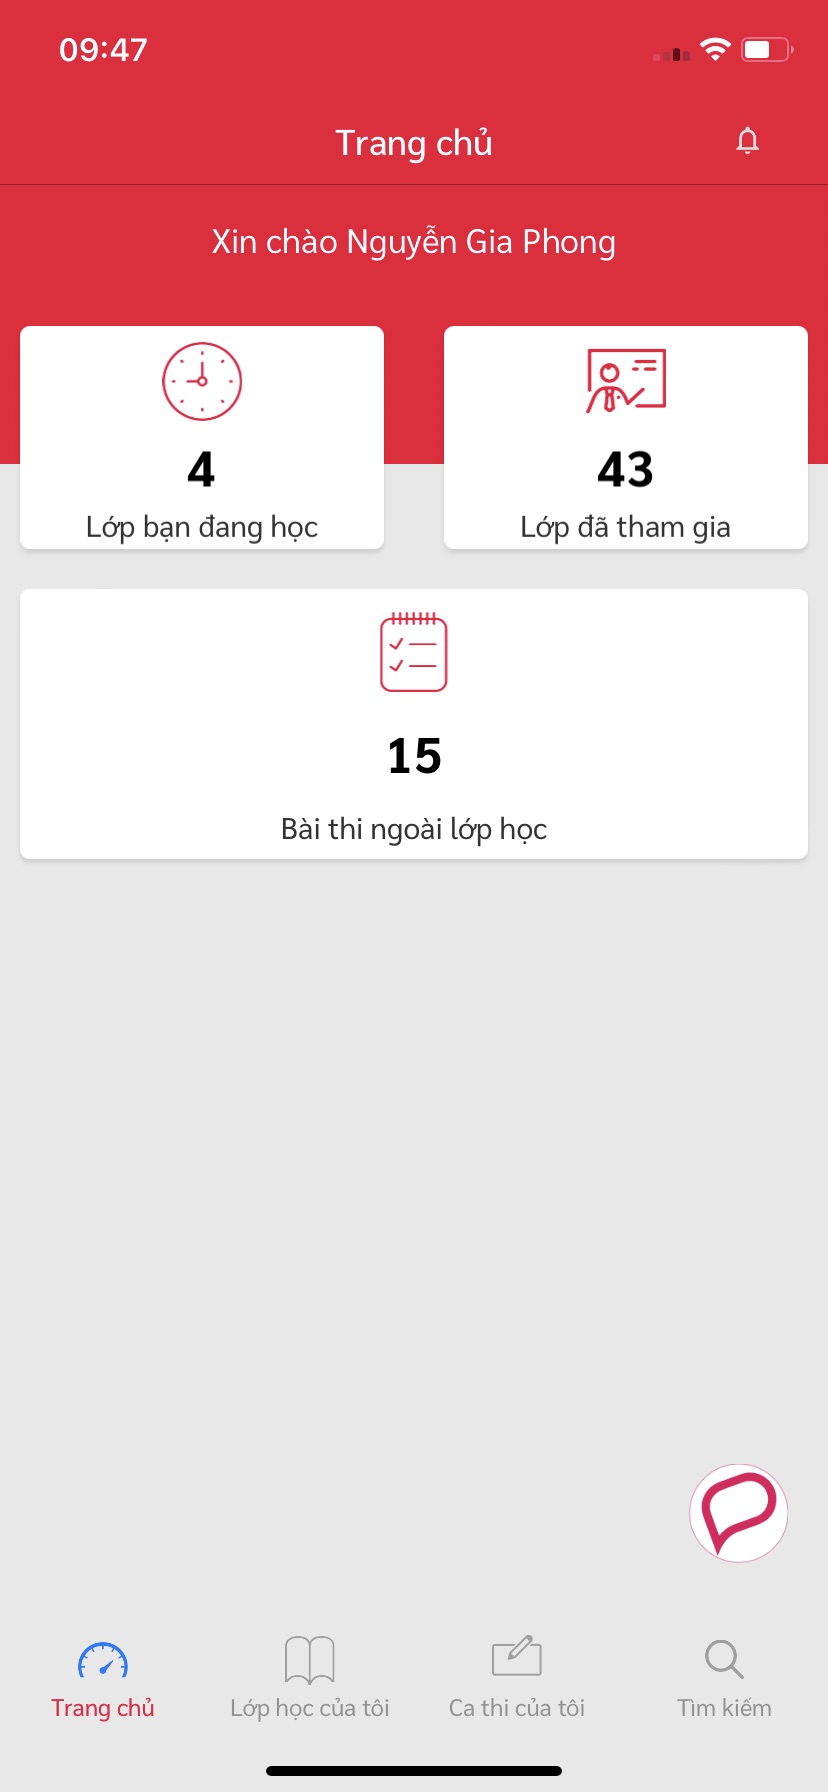 09:47
Trang chủ
Xin chào Nguyễn Gia Phong
4
Lớp bạn đang học
43
Lớp đã tham gia
15
Bài thi ngoài lớp học
Trang chủ
Lớp học của tôi
Ca thi của tôi
Tìm kiếm